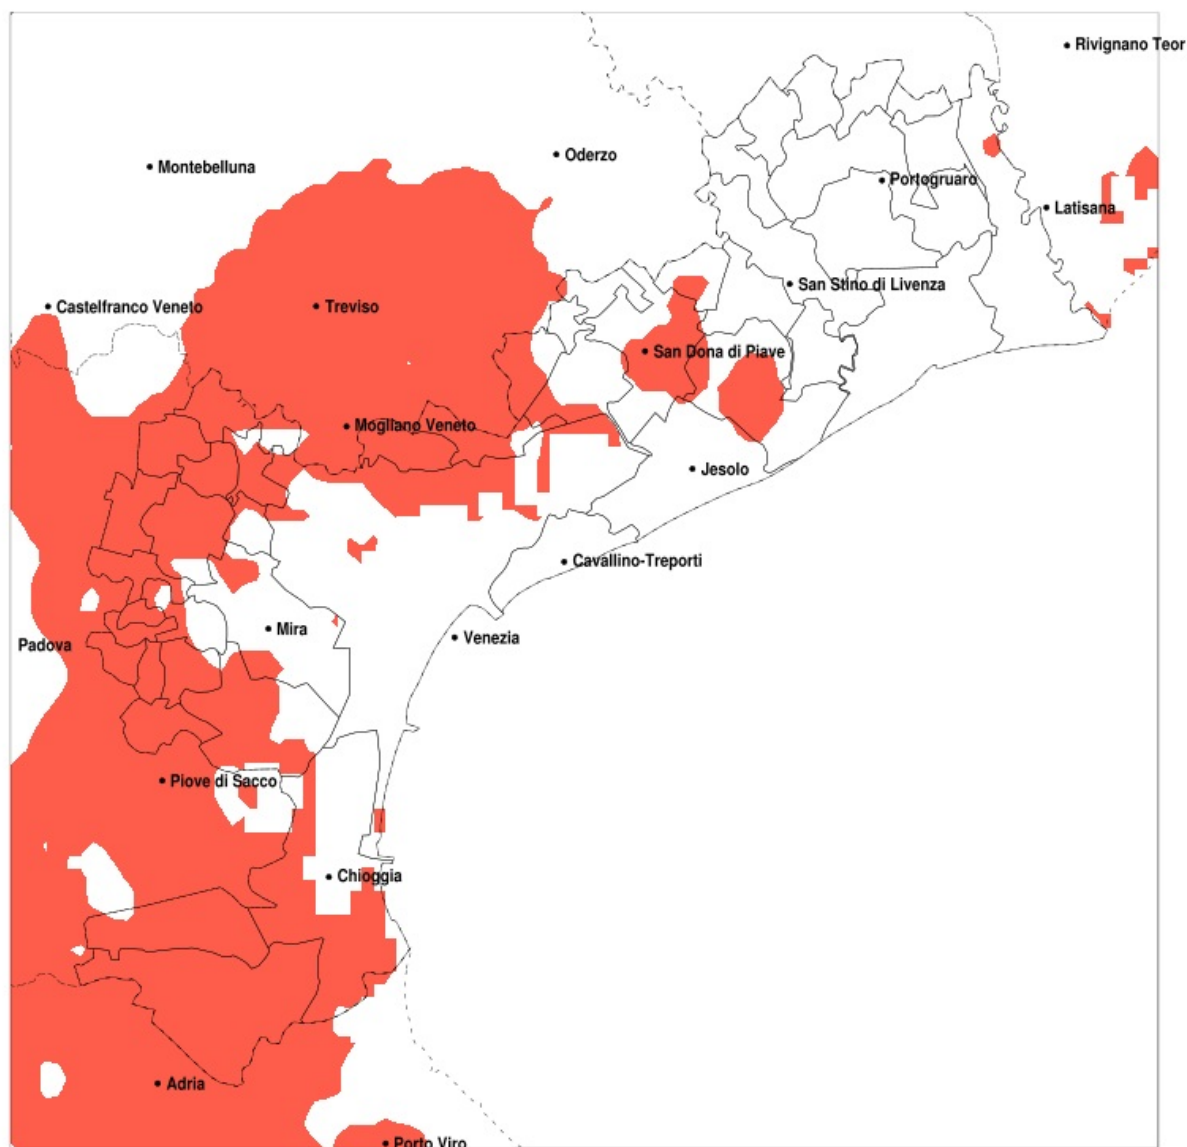 Rivignano Teor
Oderzo
Montebelluna
Portogruaro
Latisana
San Stino di Livenza
Castelfranco Veneto
Treviso
San Dona di Piave
Mogliano Veneto
Jesolo
Cavallino-Treporti
Mira
Venezia
Padova
Piove di Sacco
Chioggia
Adria
Porto Viro